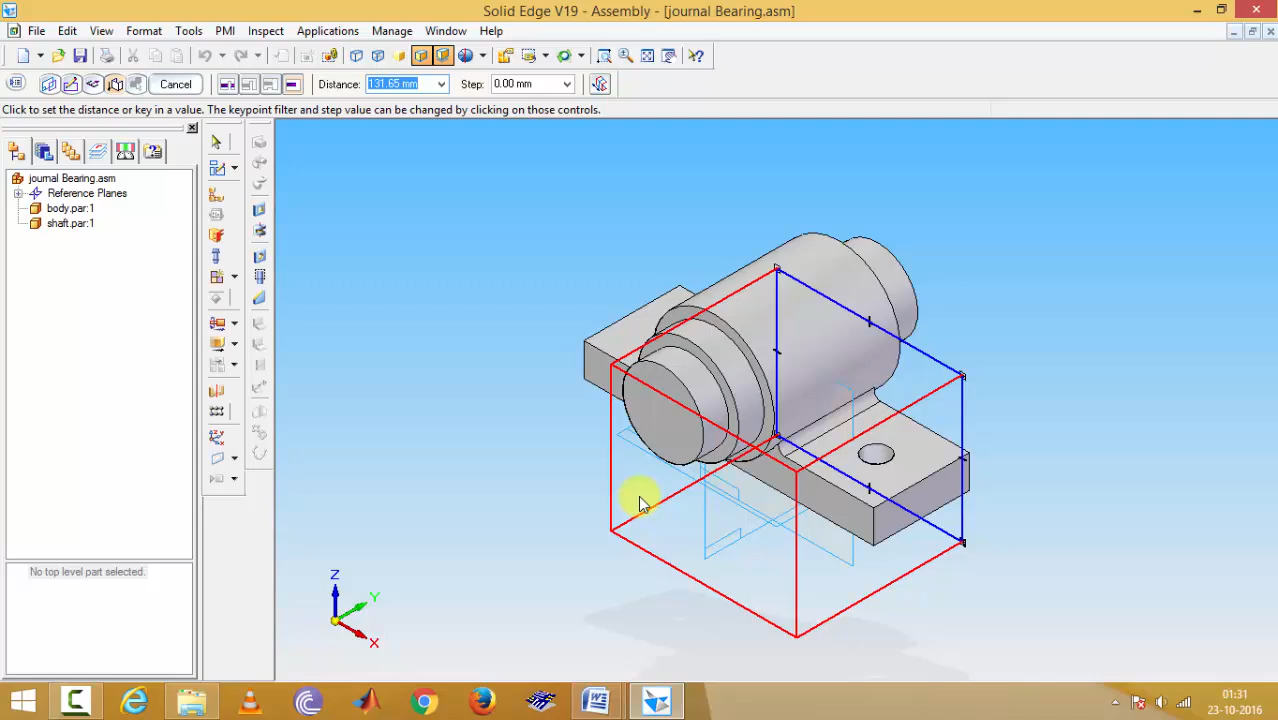 Solid Edge V19 - Assembly - [journal Bearing.asm]
File Edit View Format Tools PMI Inspect Applications Manage Window Help
Cancel Distance: 131.65 mm Step: 0.00 mm
Click to set the distance or key in a value. The keypoint filter and step value can be changed by clicking on those controls.
journal Bearing.asm
Reference Planes
body.par:1
shaft.par:1
No top level part selected.
Z
Y
X
01:31
23-10-2016